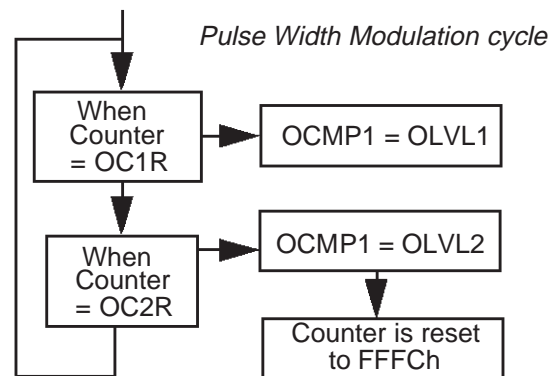 Pulse Width Modulation cycle
When
Counter
= OC1R
OCMP1 = OLVL1
When
Counter
= OC2R
OCMP1 = OLVL2
Counter is reset
to FFFCh